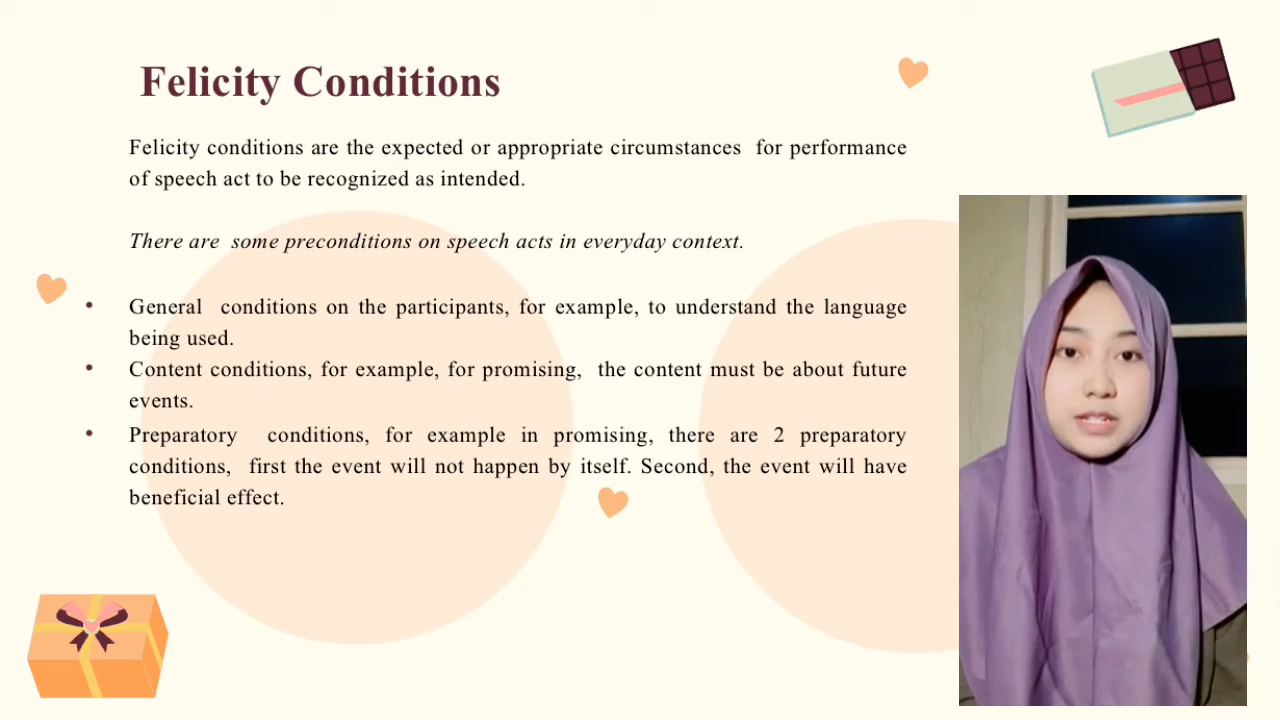 Felicity Conditions
Felicity conditions are the expected or appropriate circumstances for performance
of speech act to be recognized as intended.
There are some preconditions on speech acts in everyday context.
• General conditions on the participants, for example, to understand the language
being used.
• Content conditions, for example, for promising, the content must be about future
events.
• Preparatory conditions, for example in promising, there are 2 preparatory
conditions, first the event will not happen by itself. Second, the event will have
beneficial effect.